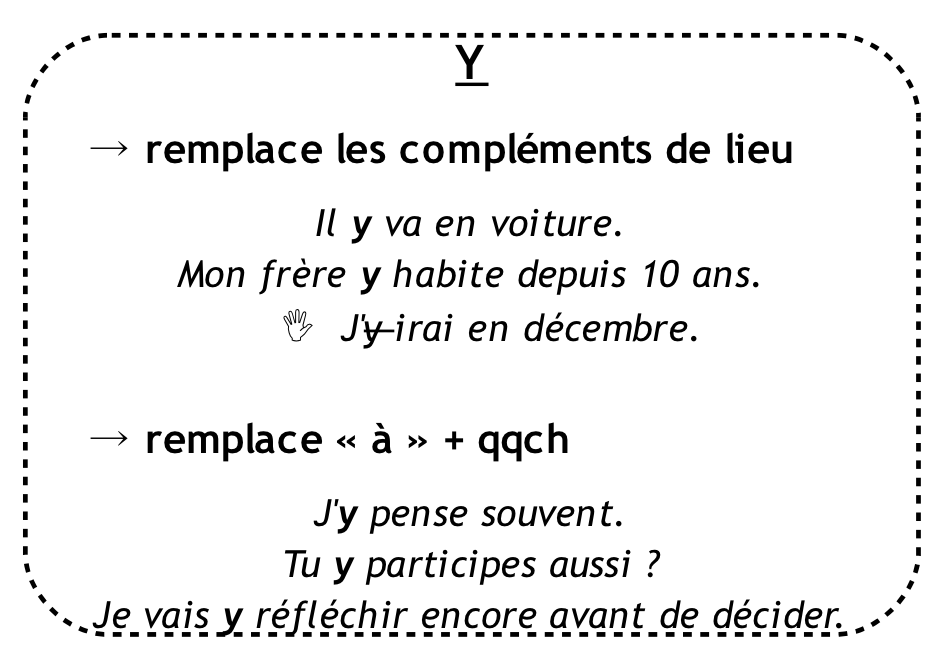 Y
→ remplace les compléments de lieu
Il y va en voiture.
Mon frère y habite depuis 10 ans.
J'y irai en décembre.
→ remplace « à » + qqch
J'y pense souvent.
Tu y participes aussi ?
Je vais y réfléchir encore avant de décider.